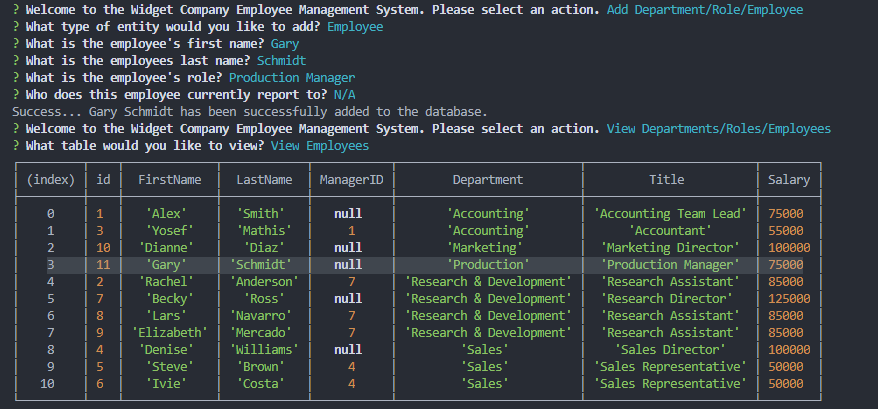 ? Welcome to the Widget Company Employee Management System. Please select an action. Add Department/Role/Employee
? What type of entity would you like to add? Employee
? What is the employee's first name? Gary
? What is the employees last name? Schmidt
? What is the employee's role? Production Manager
? Who does this employee currently report to? N/A
Success... Gary Schmidt has been successfully added to the database.
? Welcome to the Widget Company Employee Management System. Please select an action. View Departments/Roles/Employees
? What table would you like to view? View Employees
(index) id FirstName LastName ManagerID Department Title Salary
0 1 'Alex' 'Smith' null 'Accounting' 'Accounting Team Lead' 75000
1 3 'Yosef' 'Mathis' 1 'Accounting' 'Accountant' 55000
2 10 'Dianne' 'Diaz' null 'Marketing' 'Marketing Director' 100000
3 11 'Gary' 'Schmidt' null 'Production' 'Production Manager' 75000
4 2 'Rachel' 'Anderson' 7 'Research & Development' 'Research Assistant' 85000
5 7 'Becky' 'Ross' null 'Research & Development' 'Research Director' 125000
6 8 'Lars' 'Navarro' 7 'Research & Development' 'Research Assistant' 85000
7 9 'Elizabeth' 'Mercado' 7 'Research & Development' 'Research Assistant' 85000
8 4 'Denise' 'Williams' null 'Sales' 'Sales Director' 100000
9 5 'Steve' 'Brown' 4 'Sales' 'Sales Representative' 50000
10 6 'Ivie' 'Costa' 4 'Sales' 'Sales Representative' 50000